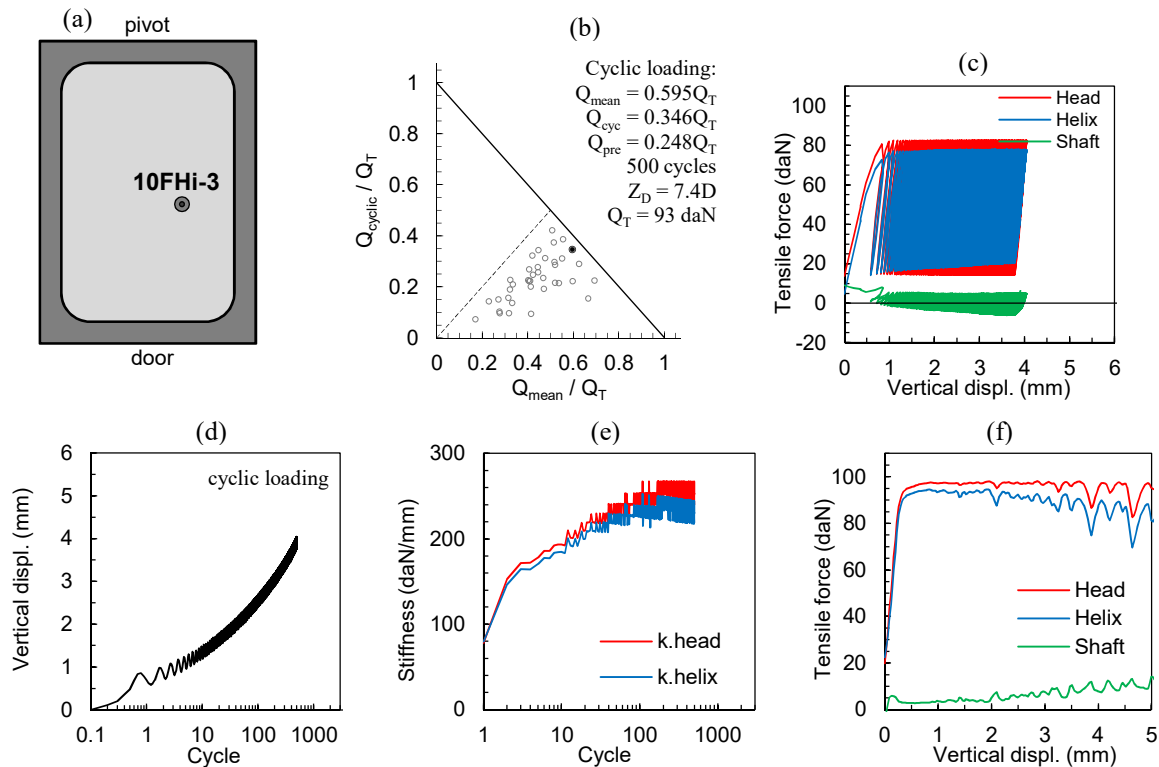 (a)
pivot
10FHi-3
door
(b)
Cyclic loading:
Q_mean = 0.595Q_T
Q_cyc = 0.346Q_T
Q_pre = 0.248Q_T
500 cycles
Z_D = 7.4D
Q_T = 93 daN
1
0.8
0.6
0.4
0.2
0
0 0.2 0.4 0.6 0.8 1
Q_cyclic / Q_T
Q_mean / Q_T
(c)
Head
Helix
Shaft
100
80
60
40
20
0
-20
0 1 2 3 4 5 6
Tensile force (daN)
Vertical displ. (mm)
(d)
cyclic loading
6
5
4
3
2
1
0
0.1 1 10 100 1000
Vertical displ. (mm)
Cycle
(e)
300
200
100
0
1 10 100 1000
Stiffness (daN/mm)
k.head
k.helix
Cycle
(f)
100
80
60
40
20
0
0 1 2 3 4 5
Tensile force (daN)
Head
Helix
Shaft
Vertical displ. (mm)